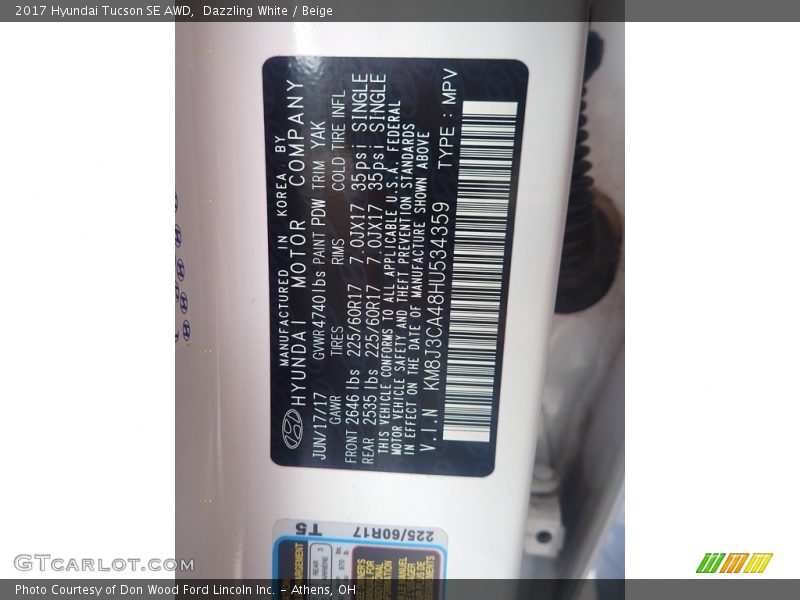 2017 Hyundai Tucson SE AWD,  Dazzling White / Beige
MANUFACTURED IN KOREA BY
HYUNDAI MOTOR COMPANY
JUN/17/17 GVWR4740lbs PAINT PDW TRIM YAK
GAWR TIRES RIMS COLD TIRE INFL
FRONT 2646 lbs 225/60R17 7.0JX17 35psi SINGLE
REAR 2535 lbs 225/60R17 7.0JX17 35psi SINGLE
THIS VEHICLE CONFORMS TO ALL APPLICABLE U.S.A. FEDERAL
MOTOR VEHICLE SAFETY AND THEFT PREVENTION STANDARDS
IN EFFECT ON THE DATE OF MANUFACTURE SHOWN ABOVE
V.I.N KM8J3CA48HU534359 TYPE : MPV
225/60R17
T5
REAR 3
GTCarlot.com
Photo Courtesy of Don Wood Ford Lincoln Inc. – Athens, OH